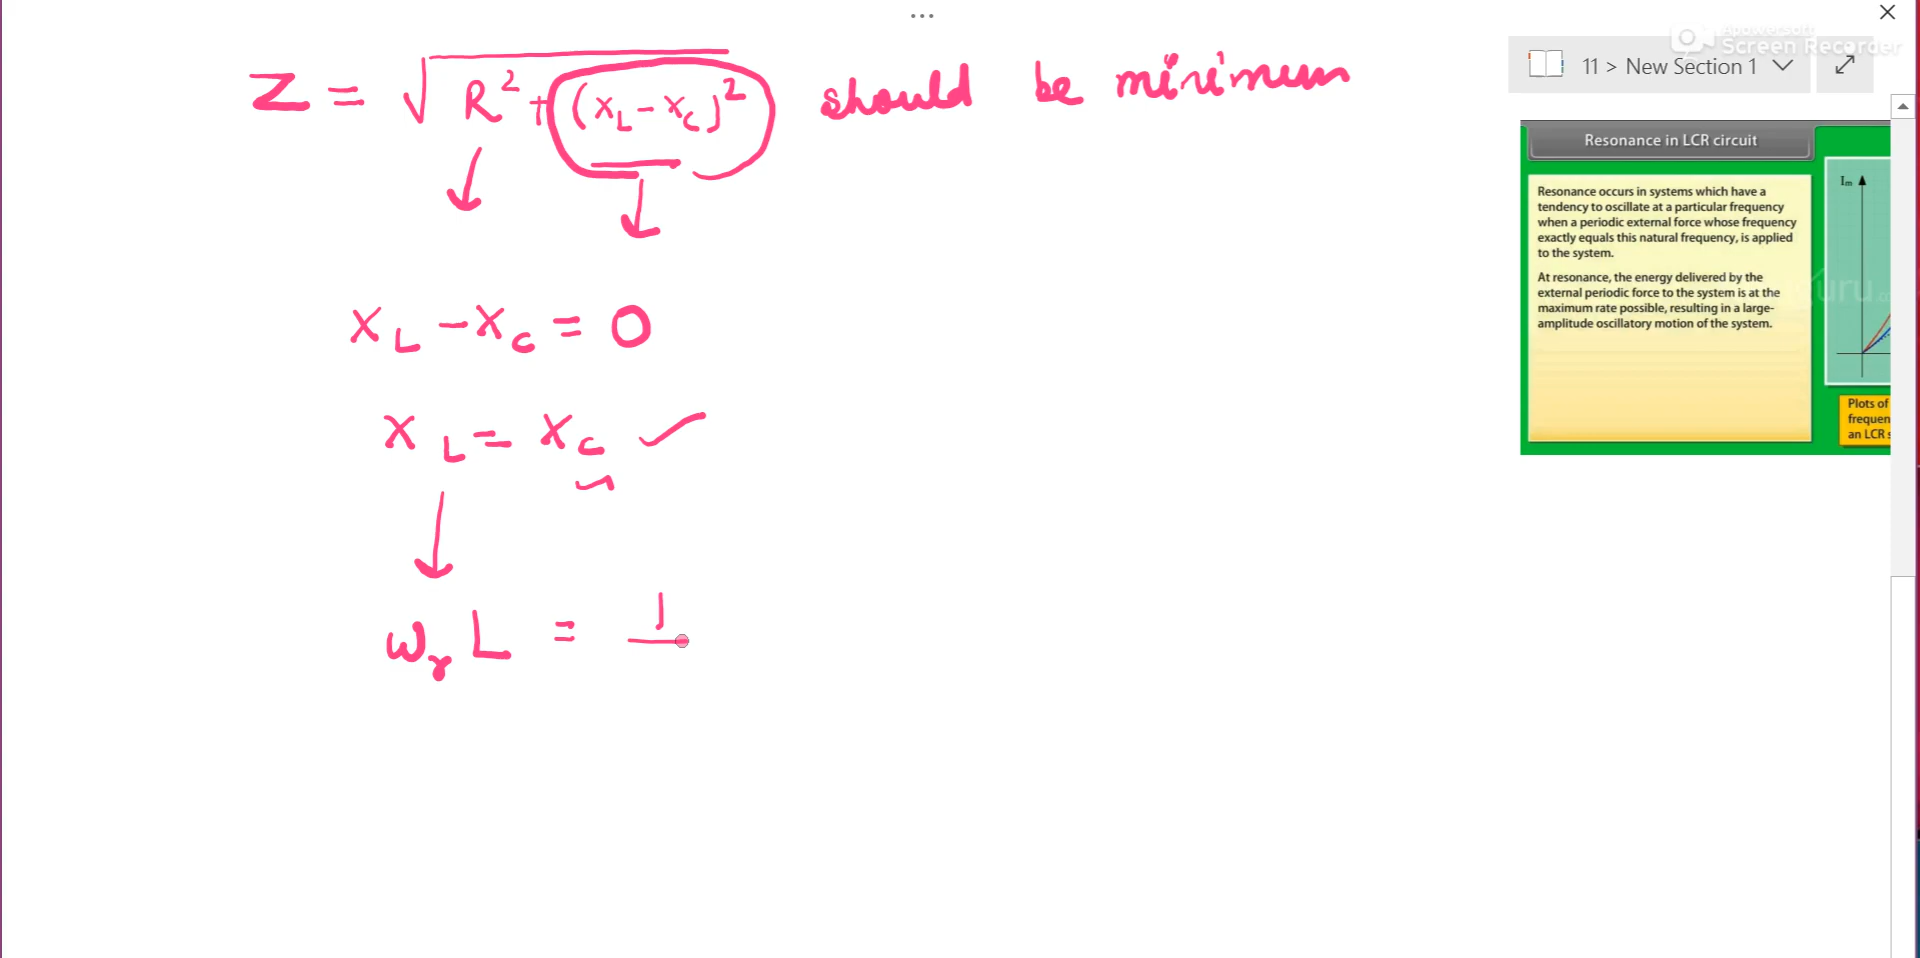 ...
Apowersoft
Screen Recorder
11 > New Section 1
Z = √R² + (X_L - X_C)² should be minimum
X_L - X_C = 0
X_L = X_C ✓
ω_r L = 1
Resonance in LCR circuit
Resonance occurs in systems which have a
tendency to oscillate at a particular frequency
when a periodic external force whose frequency
exactly equals this natural frequency, is applied
to the system.
At resonance, the energy delivered by the
external periodic force to the system is at the
maximum rate possible, resulting in a large-
amplitude oscillatory motion of the system.
Iₘ
Plots of
frequen
an LCR s